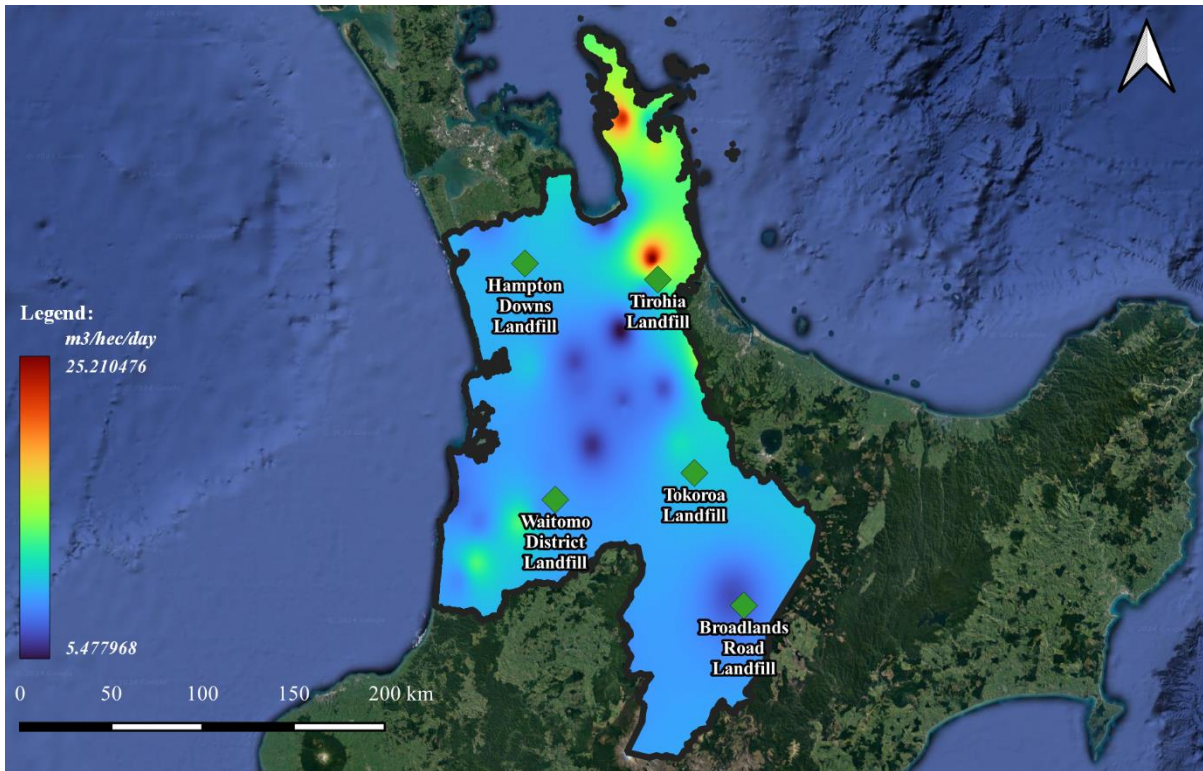 Hampton
Downs
Landfill
Tirohia
Landfill
Legend:
m3/hec/day
25.210476
Tokoroa
Landfill
Waitomo
District
Landfill
Broadlands
Road
Landfill
5.477968
0 50 100 150 200 km